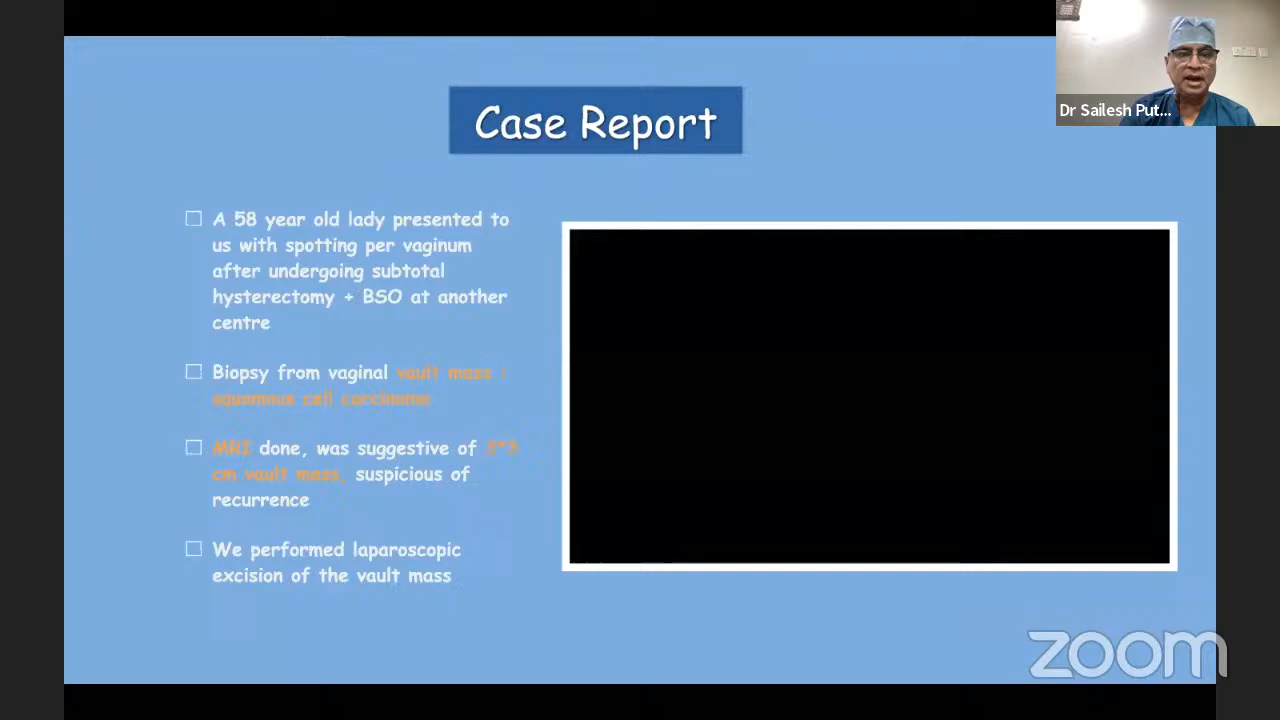 Case Report
Dr Sailesh Put...
A 58 year old lady presented to
us with spotting per vaginum
after undergoing subtotal
hysterectomy + BSO at another
centre
Biopsy from vaginal vault mass :
squamous cell carcinoma
MRI done, was suggestive of
cm vault mass, suspicious of
recurrence
We performed laparoscopic
excision of the vault mass
zoom